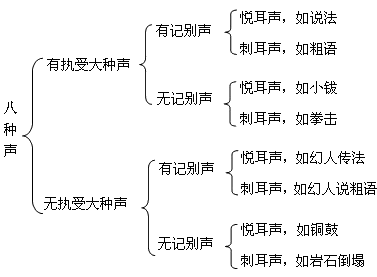 八种声
有执受大种声
有记别声
悦耳声，如说法
刺耳声，如粗语
无记别声
悦耳声，如小钹
刺耳声，如拳击
无执受大种声
有记别声
悦耳声，如幻人传法
刺耳声，如幻人说粗语
无记别声
悦耳声，如铜鼓
刺耳声，如岩石倒塌